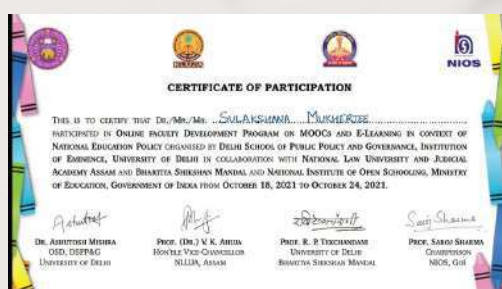 NIOS
CERTIFICATE OF PARTICIPATION
THIS IS TO CERTIFY THAT DR./MRS./MR. SULAKSHANA MUKHERJEE
PARTICIPATED IN ONLINE FACULTY DEVELOPMENT PROGRAM ON MOOCS AND E-LEARNING IN CONTEXT OF
NATIONAL EDUCATION POLICY ORGANISED BY DELHI SCHOOL OF PUBLIC POLICY AND GOVERNANCE, INSTITUTION
OF EMINENCE, UNIVERSITY OF DELHI IN COLLABORATION WITH NATIONAL LAW UNIVERSITY AND JUDICIAL
ACADEMY ASSAM AND BHARTIYA SHIKSHAN MANDAL AND NATIONAL INSTITUTE OF OPEN SCHOOLING, MINISTRY
OF EDUCATION, GOVERNMENT OF INDIA FROM OCTOBER 18, 2021 TO OCTOBER 24, 2021.
Saroj Sharma
DR. ASHUTOSH MISHRA PROF. (DR.) V. K. AHUJA PROF. R. P. TEKCHANDANI PROF. SAROJ SHARMA
OSD, DSPP&G HON'BLE VICE-CHANCELLOR UNIVERSITY OF DELHI CHAIRPERSON
UNIVERSITY OF DELHI NLUJA, ASSAM BHARTIYA SHIKSHAN MANDAL NIOS, GOI